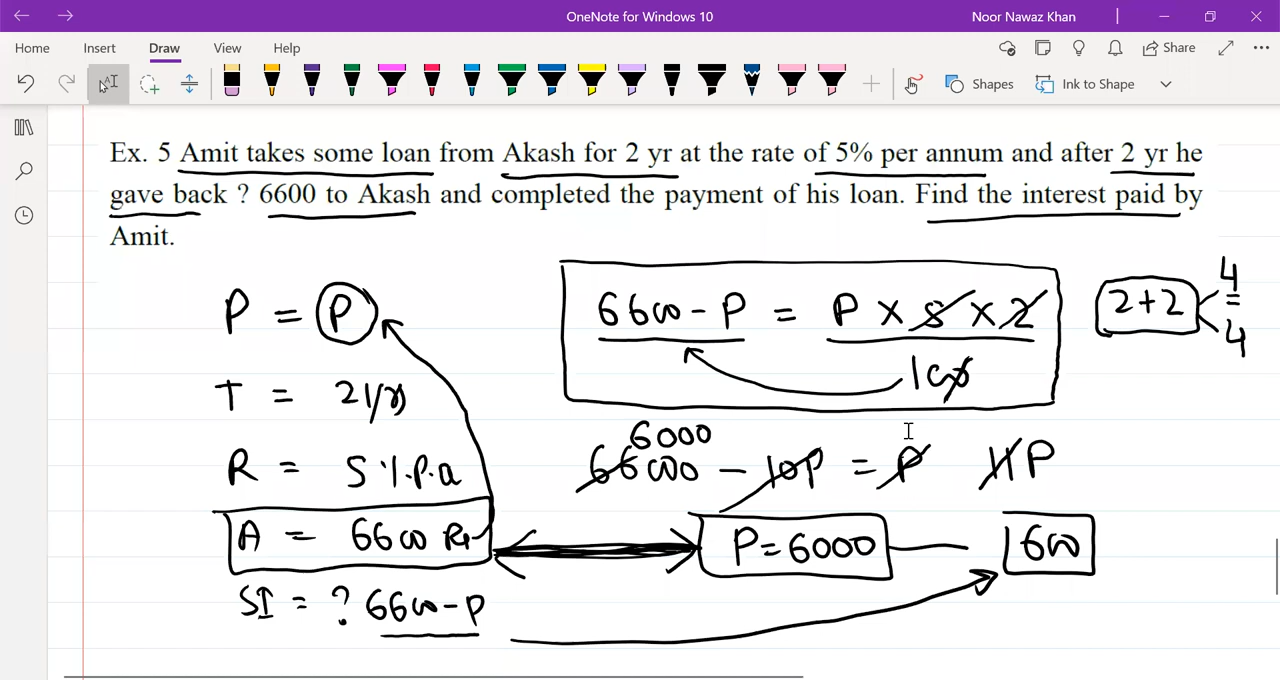 OneNote for Windows 10
Noor Nawaz Khan
Home Insert Draw View Help
Share
Shapes
Ink to Shape
Ex. 5 Amit takes some loan from Akash for 2 yr at the rate of 5% per annum and after 2 yr he
gave back ? 6600 to Akash and completed the payment of his loan. Find the interest paid by
Amit.
P = P
6600 - P = P × 5 × 2
100
2+2
4
=
4
T = 2 yr
6000
R = 5 %.P.a
66000 - 10P = P 11P
A = 6600 Rs
P = 6000
600
SI = ? 6600 - P